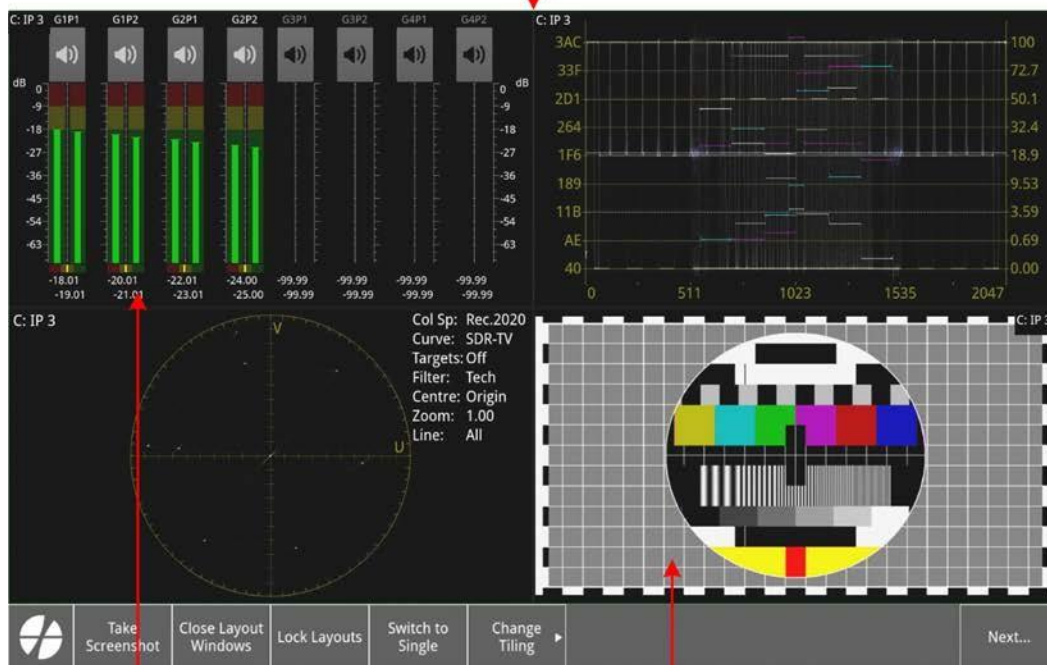 C: IP 3 G1P1 G1P2 G2P1 G2P2 G3P1 G3P2 G4P1 G4P2
dB dB
0 0
-9 -9
-18 -18
-27 -27
-36 -36
-45 -45
-54 -54
-63 -63
-18.01 -20.01 -22.01 -24.00 -99.99 -99.99 -99.99 -99.99
-19.01 -21.01 -23.01 -25.00 -99.99 -99.99 -99.99 -99.99
C: IP 3
3AC 100
33F 72.7
2D1 50.1
264 32.4
1F6 18.9
189 9.53
11B 3.59
AE 0.69
40 0.00
0 511 1023 1535 2047
C: IP 3
V
U
Col Sp: Rec.2020
Curve: SDR-TV
Targets: Off
Filter: Tech
Centre: Origin
Zoom: 1.00
Line: All
C: IP 3
Take Screenshot
Close Layout Windows
Lock Layouts
Switch to Single
Change Tiling
Next...